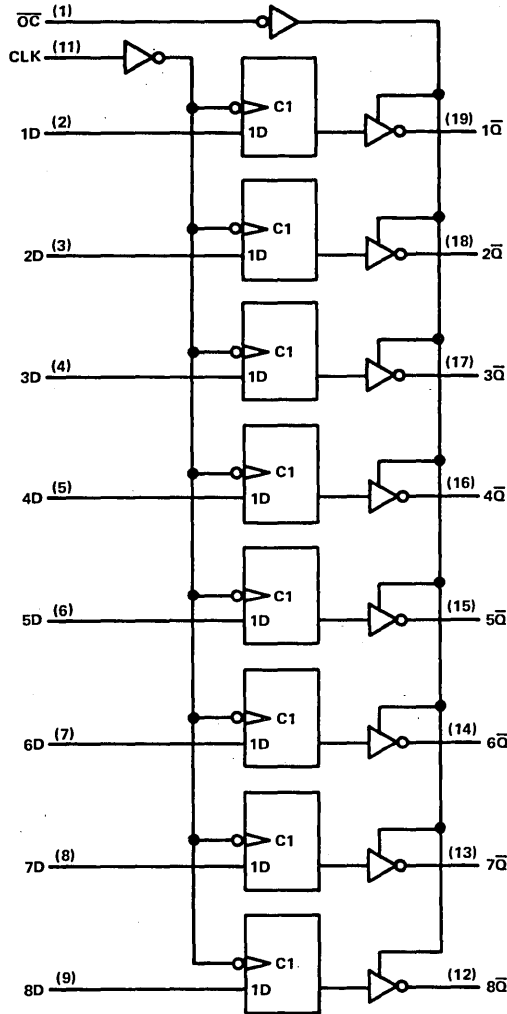 O̅C̅ (1)
CLK (11)
C1
1D (2) 1D (19) 1Q̅
C1
2D (3) 1D (18) 2Q̅
C1
3D (4) 1D (17) 3Q̅
C1
4D (5) 1D (16) 4Q̅
C1
5D (6) 1D (15) 5Q̅
C1
6D (7) 1D (14) 6Q̅
C1
7D (8) 1D (13) 7Q̅
C1
8D (9) 1D (12) 8Q̅